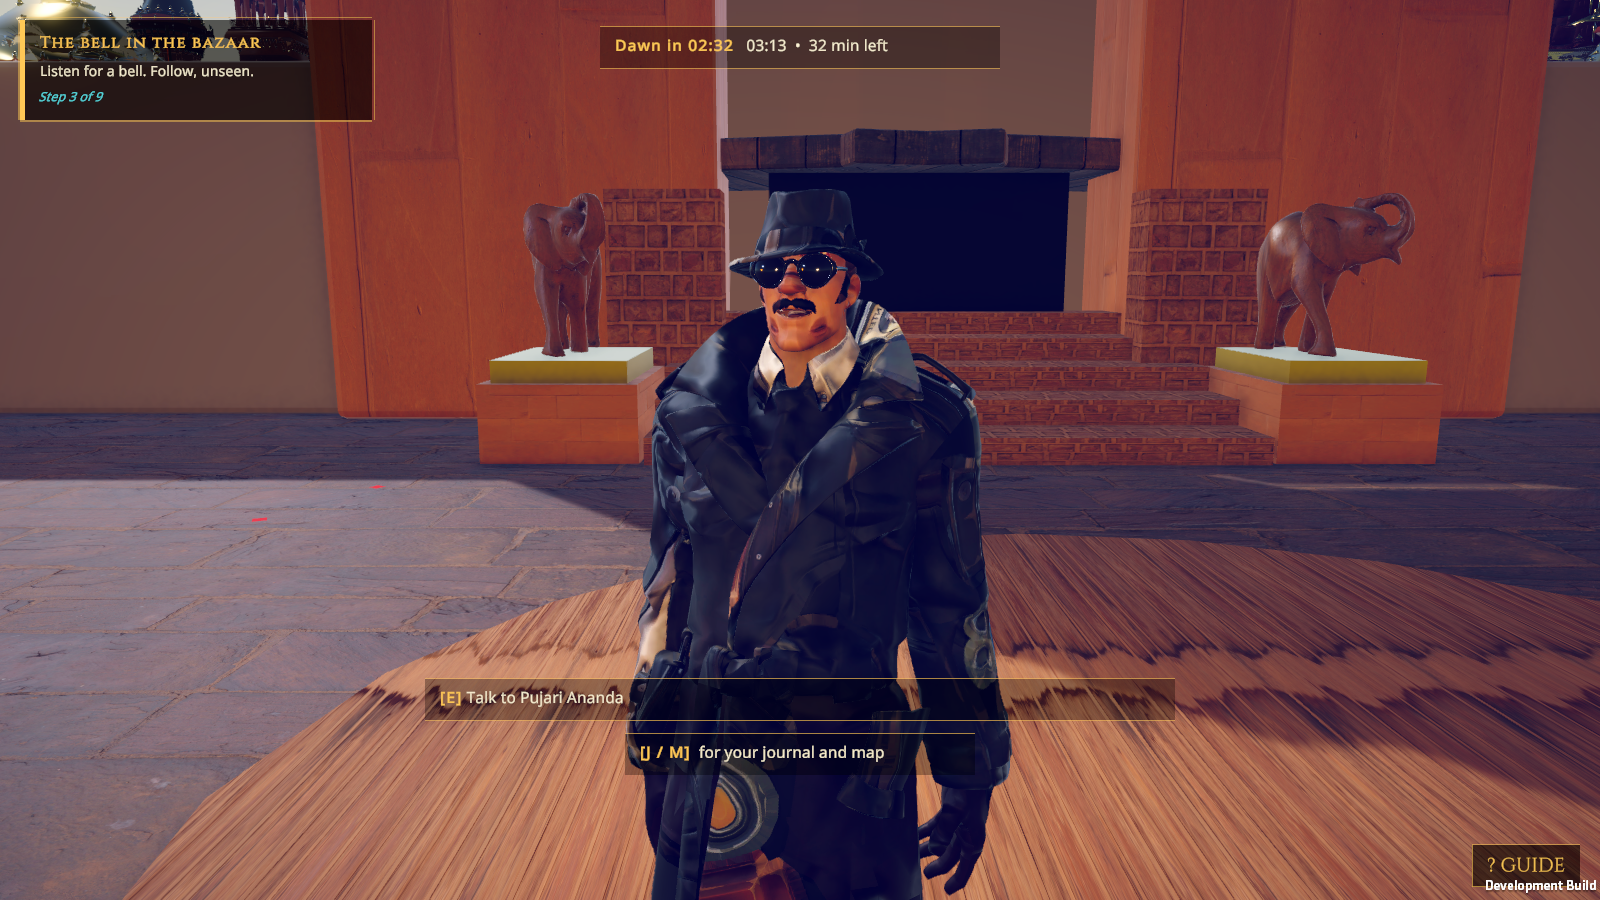 The bell in the bazaar
Listen for a bell. Follow, unseen.
Step 3 of 9
Dawn in 02:32 03:13 • 32 min left
[E] Talk to Pujari Ananda
[J / M] for your journal and map
? GUIDE
Development Build